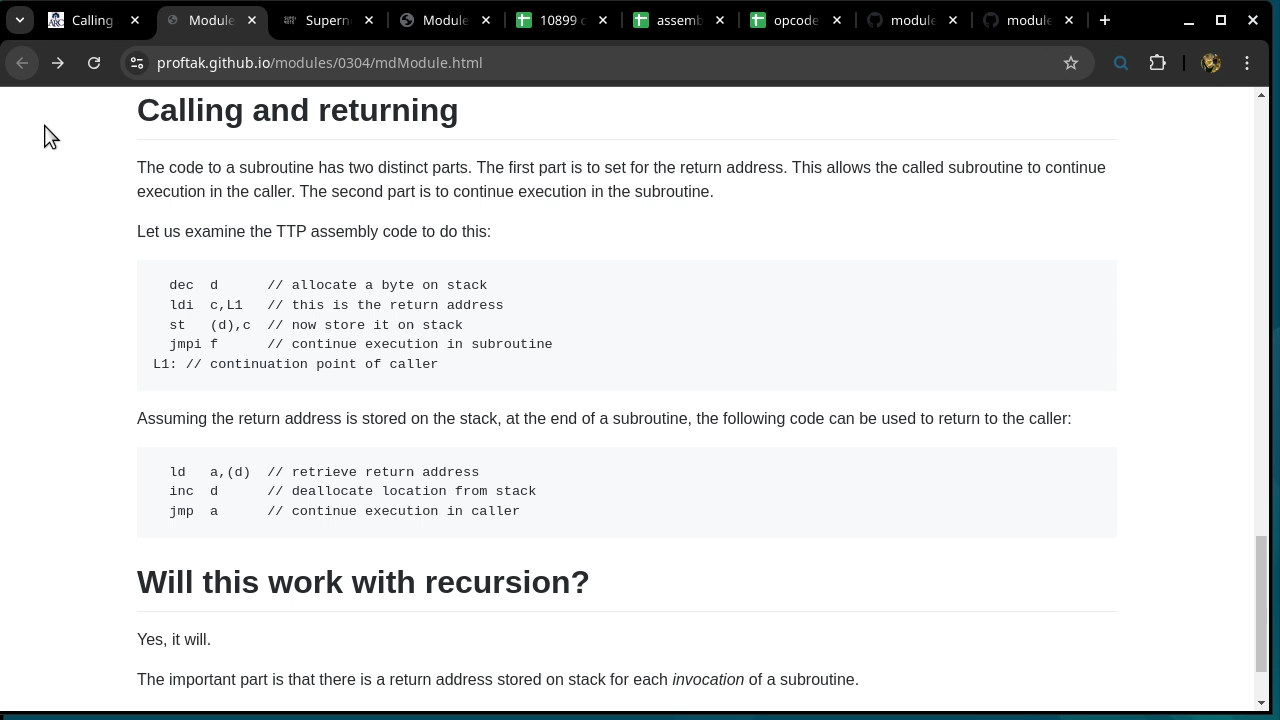 Calling
Module
Supern
Module
10899 c
assemb
opcode
module
module
proftak.github.io/modules/0304/mdModule.html
Calling and returning
The code to a subroutine has two distinct parts. The first part is to set for the return address. This allows the called subroutine to continue
execution in the caller. The second part is to continue execution in the subroutine.
Let us examine the TTP assembly code to do this:
dec  d      // allocate a byte on stack
ldi  c,L1   // this is the return address
st   (d),c  // now store it on stack
jmpi f      // continue execution in subroutine
L1: // continuation point of caller
Assuming the return address is stored on the stack, at the end of a subroutine, the following code can be used to return to the caller:
ld   a,(d)  // retrieve return address
inc  d      // deallocate location from stack
jmp  a      // continue execution in caller
Will this work with recursion?
Yes, it will.
The important part is that there is a return address stored on stack for each invocation of a subroutine.